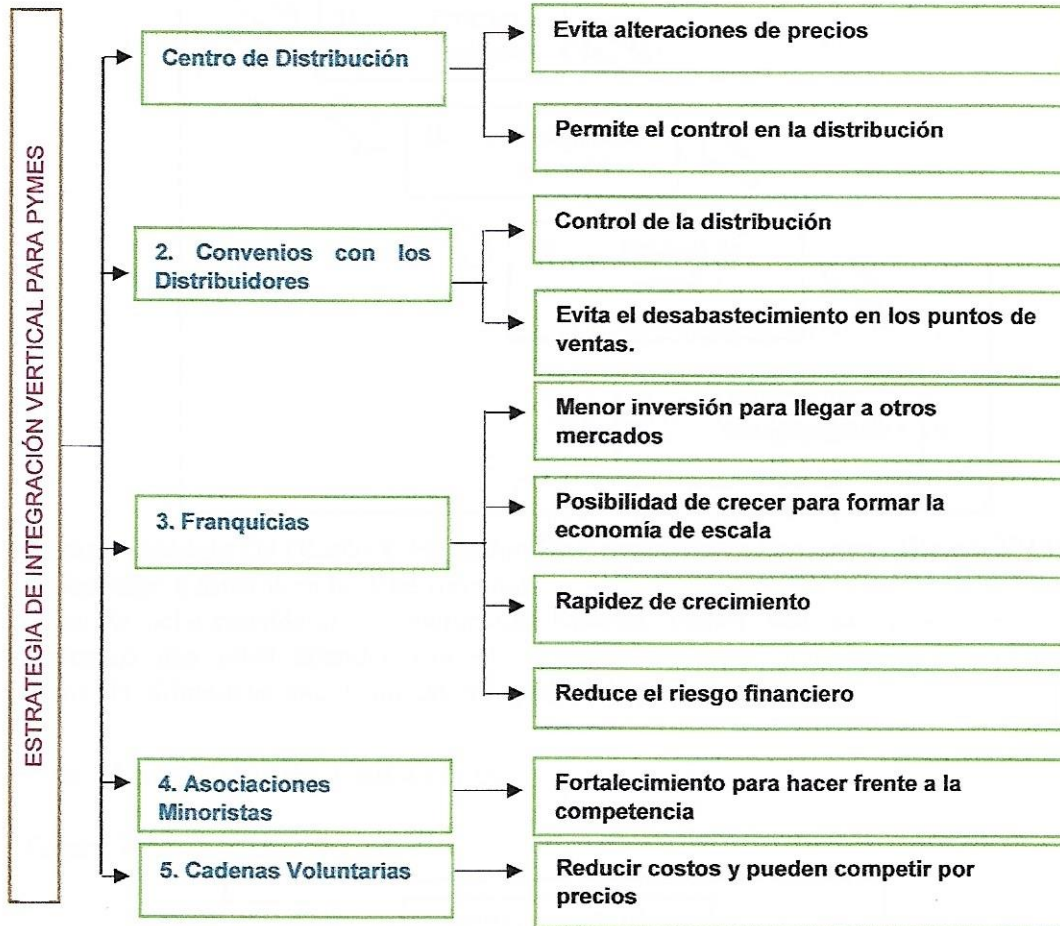 ESTRATEGIA DE INTEGRACIÓN VERTICAL PARA PYMES
Centro de Distribución
Evita alteraciones de precios
Permite el control en la distribución
2. Convenios con los
Distribuidores
Control de la distribución
Evita el desabastecimiento en los puntos de
ventas.
3. Franquicias
Menor inversión para llegar a otros
mercados
Posibilidad de crecer para formar la
economía de escala
Rapidez de crecimiento
Reduce el riesgo financiero
4. Asociaciones
Minoristas
Fortalecimiento para hacer frente a la
competencia
5. Cadenas Voluntarias
Reducir costos y pueden competir por
precios